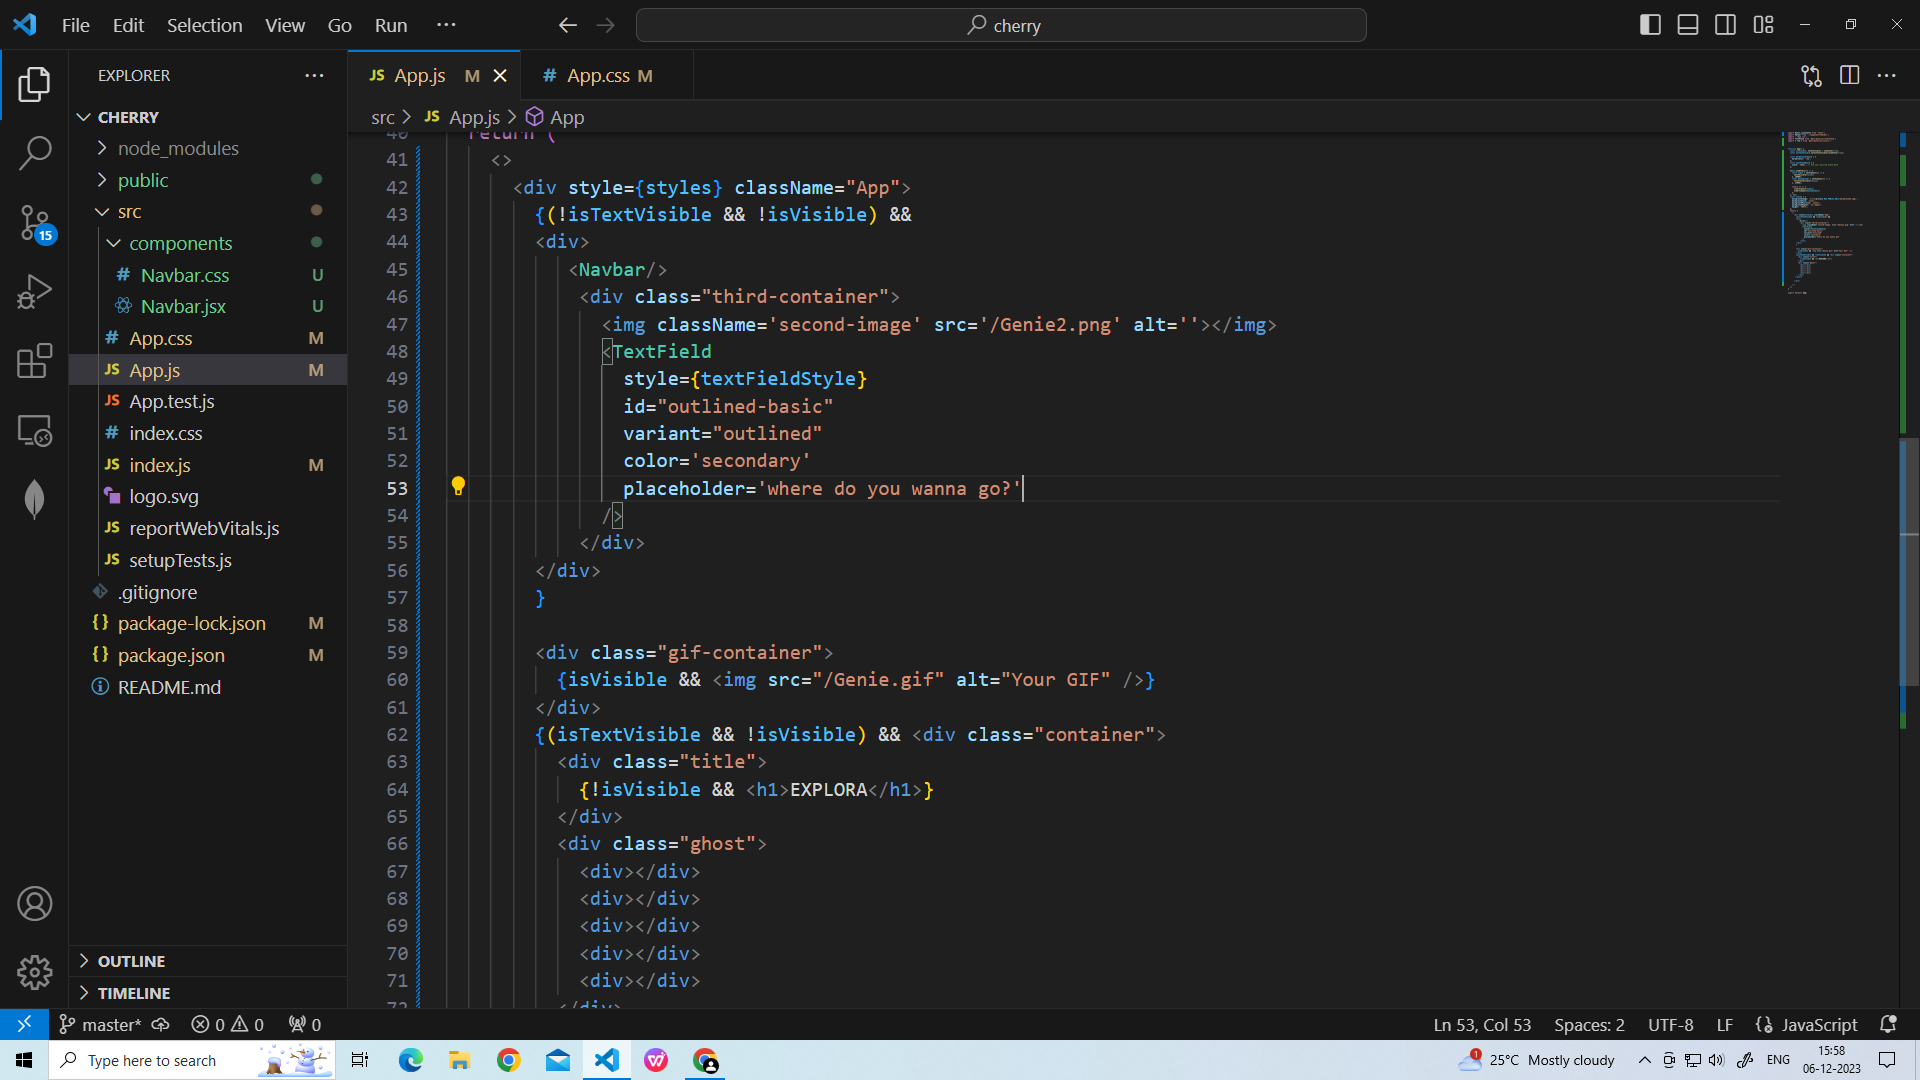 File Edit Selection View Go Run ···
cherry
EXPLORER
JS App.js M
# App.css M
src > JS App.js > App
CHERRY
node_modules
public
src
components
# Navbar.css U
Navbar.jsx U
# App.css M
JS App.js M
JS App.test.js
# index.css
JS index.js M
logo.svg
JS reportWebVitals.js
JS setupTests.js
.gitignore
{} package-lock.json M
{} package.json M
README.md
OUTLINE
TIMELINE
15
40 return (
41 <>
42 <div style={styles} className="App">
43 {(!isTextVisible && !isVisible) &&
44 <div>
45 <Navbar/>
46 <div class="third-container">
47 <img className='second-image' src='/Genie2.png' alt=''></img>
48 <TextField
49 style={textFieldStyle}
50 id="outlined-basic"
51 variant="outlined"
52 color='secondary'
53 placeholder='where do you wanna go?'
54 />
55 </div>
56 </div>
57 }
58
59 <div class="gif-container">
60 {isVisible && <img src="/Genie.gif" alt="Your GIF" />}
61 </div>
62 {(isTextVisible && !isVisible) && <div class="container">
63 <div class="title">
64 {!isVisible && <h1>EXPLORA</h1>}
65 </div>
66 <div class="ghost">
67 <div></div>
68 <div></div>
69 <div></div>
70 <div></div>
71 <div></div>
72 </div>
master* 0 0 0
Ln 53, Col 53 Spaces: 2 UTF-8 LF {} JavaScript
Type here to search
1 25°C Mostly cloudy ENG
15:58
06-12-2023